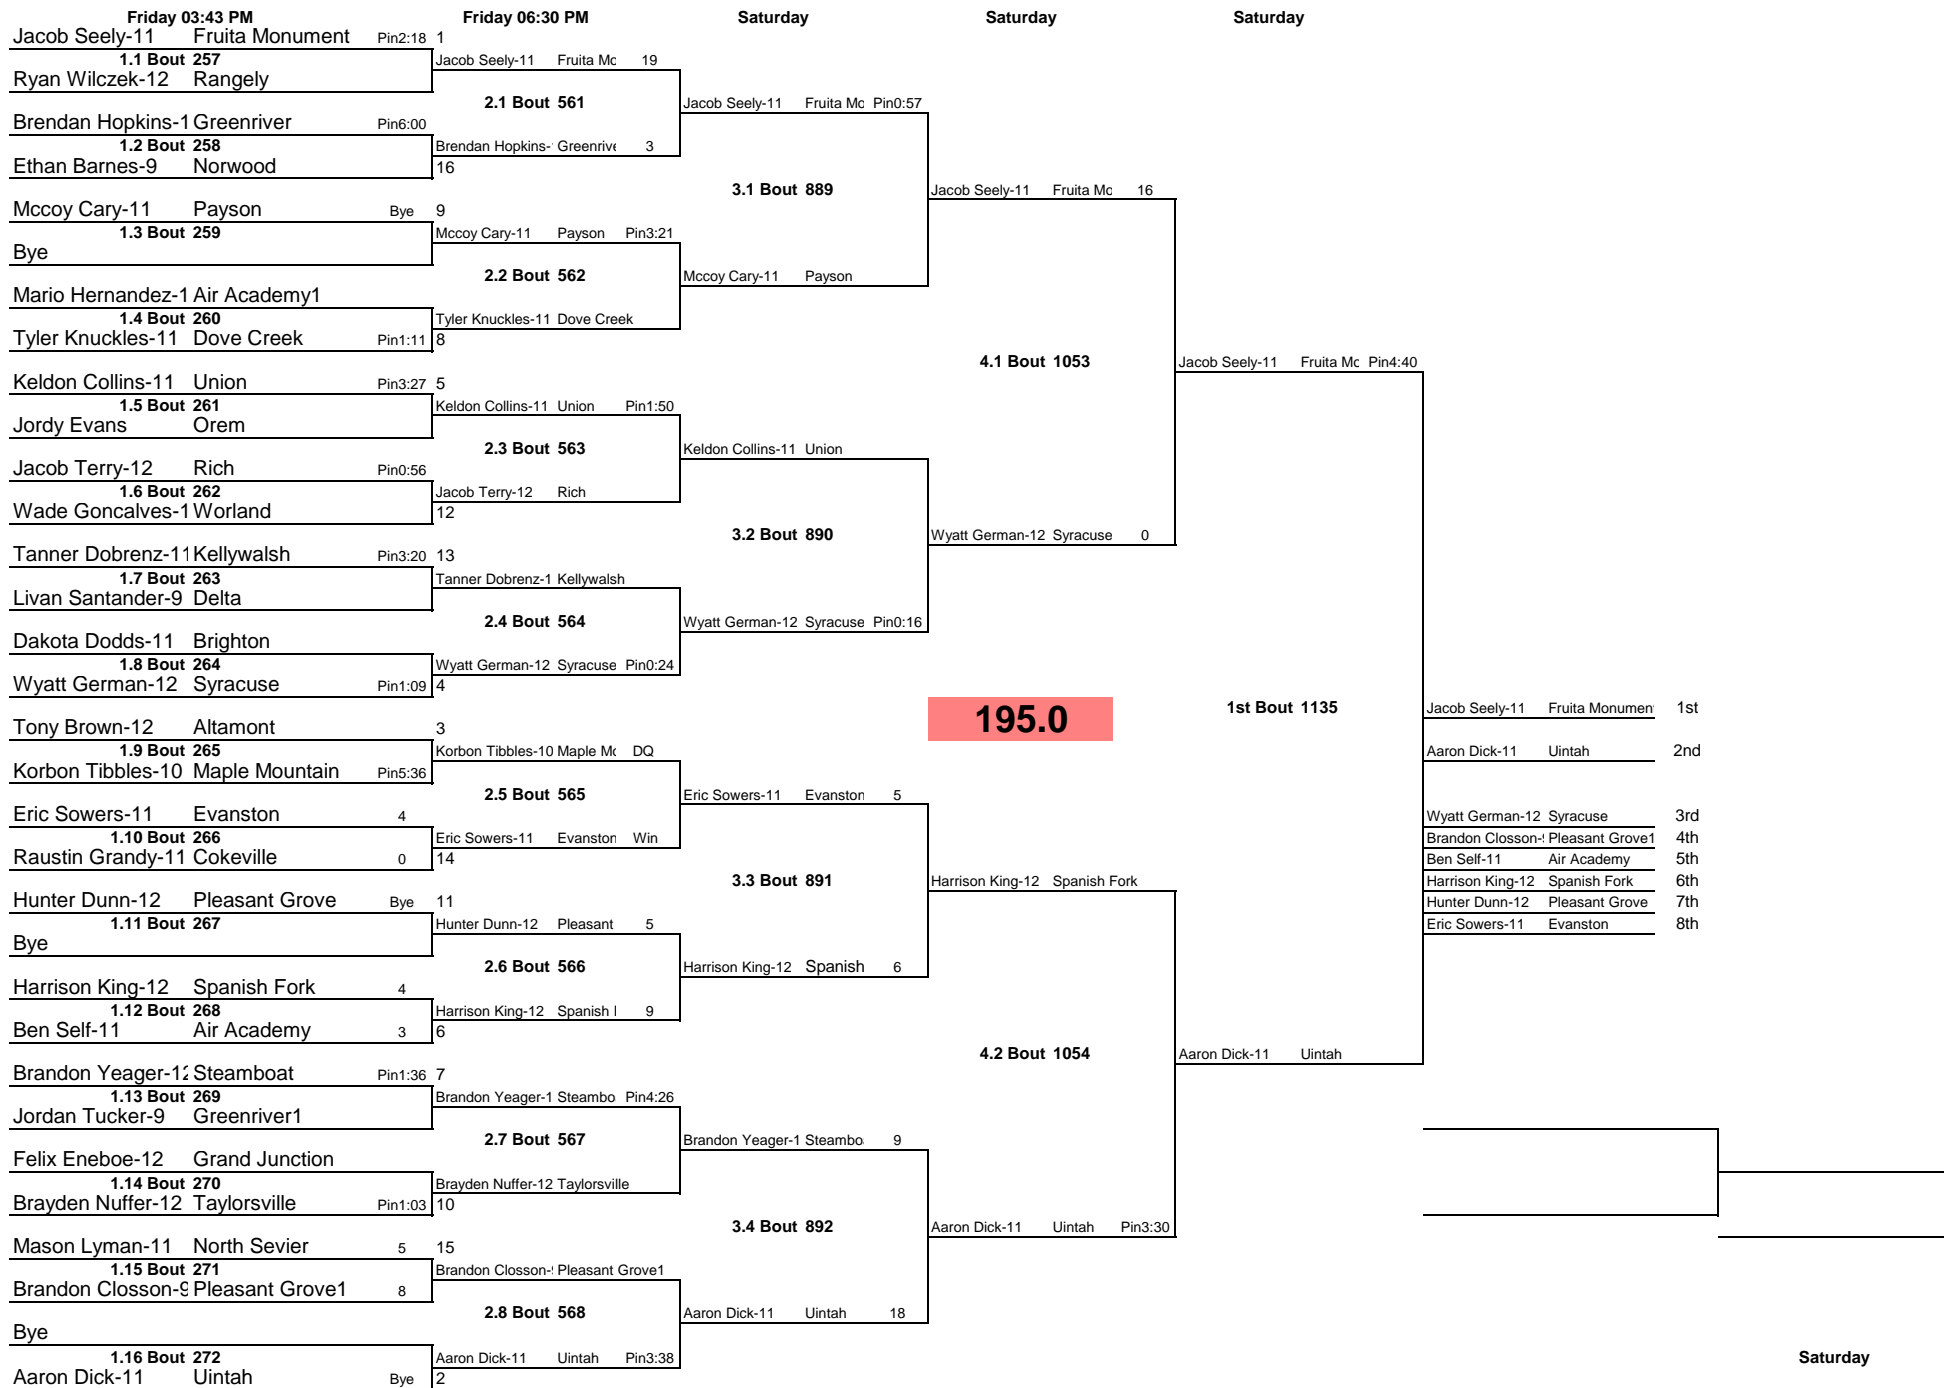 Friday 03:43 PM Friday 06:30 PM Saturday Saturday Saturday
Jacob Seely-11 Fruita Monument Pin2:18 1
1.1 Bout 257
Jacob Seely-11 Fruita Mc 19
Ryan Wilczek-12 Rangely
2.1 Bout 561
Jacob Seely-11 Fruita Mc Pin0:57
Brendan Hopkins-1 Greenriver Pin6:00
1.2 Bout 258
Brendan Hopkins- Greenrive 3
Ethan Barnes-9 Norwood 16
3.1 Bout 889
Jacob Seely-11 Fruita Mc 16
Mccoy Cary-11 Payson Bye 9
1.3 Bout 259
Mccoy Cary-11 Payson Pin3:21
Bye
2.2 Bout 562
Mccoy Cary-11 Payson
Mario Hernandez-1 Air Academy1
1.4 Bout 260
Tyler Knuckles-11 Dove Creek
Tyler Knuckles-11 Dove Creek Pin1:11 8
4.1 Bout 1053
Jacob Seely-11 Fruita Mc Pin4:40
Keldon Collins-11 Union Pin3:27 5
1.5 Bout 261
Keldon Collins-11 Union Pin1:50
Jordy Evans Orem
2.3 Bout 563
Keldon Collins-11 Union
Jacob Terry-12 Rich Pin0:56
1.6 Bout 262
Jacob Terry-12 Rich
Wade Goncalves-1 Worland 12
3.2 Bout 890
Wyatt German-12 Syracuse 0
Tanner Dobrenz-11 Kellywalsh Pin3:20 13
1.7 Bout 263
Tanner Dobrenz-1 Kellywalsh
Livan Santander-9 Delta
2.4 Bout 564
Wyatt German-12 Syracuse Pin0:16
Dakota Dodds-11 Brighton
1.8 Bout 264
Wyatt German-12 Syracuse Pin0:24
Wyatt German-12 Syracuse Pin1:09 4
195.0
1st Bout 1135
Jacob Seely-11 Fruita Monumen 1st
Tony Brown-12 Altamont 3
1.9 Bout 265
Korbon Tibbles-10 Maple Mc DQ
Aaron Dick-11 Uintah 2nd
Korbon Tibbles-10 Maple Mountain Pin5:36
2.5 Bout 565
Eric Sowers-11 Evanston 5
Eric Sowers-11 Evanston 4
Wyatt German-12 Syracuse 3rd
1.10 Bout 266
Eric Sowers-11 Evanston Win
Brandon Closson- Pleasant Grove1 4th
Raustin Grandy-11 Cokeville 0 14
Ben Self-11 Air Academy 5th
3.3 Bout 891
Harrison King-12 Spanish Fork
Harrison King-12 Spanish Fork 6th
Hunter Dunn-12 Pleasant Grove Bye 11
Hunter Dunn-12 Pleasant Grove 7th
1.11 Bout 267
Hunter Dunn-12 Pleasant 5
Eric Sowers-11 Evanston 8th
Bye
2.6 Bout 566
Harrison King-12 Spanish 6
Harrison King-12 Spanish Fork 4
1.12 Bout 268
Harrison King-12 Spanish 9
Ben Self-11 Air Academy 3 6
4.2 Bout 1054
Aaron Dick-11 Uintah
Brandon Yeager-12 Steamboat Pin1:36 7
1.13 Bout 269
Brandon Yeager-1 Steambo Pin4:26
Jordan Tucker-9 Greenriver1
2.7 Bout 567
Brandon Yeager-1 Steambo 9
Felix Eneboe-12 Grand Junction
1.14 Bout 270
Brayden Nuffer-12 Taylorsville
Brayden Nuffer-12 Taylorsville Pin1:03 10
3.4 Bout 892
Aaron Dick-11 Uintah Pin3:30
Mason Lyman-11 North Sevier 5 15
1.15 Bout 271
Brandon Closson- Pleasant Grove1
Brandon Closson-9 Pleasant Grove1 8
2.8 Bout 568
Aaron Dick-11 Uintah 18
Bye
1.16 Bout 272
Aaron Dick-11 Uintah Pin3:38
Saturday
Aaron Dick-11 Uintah Bye 2